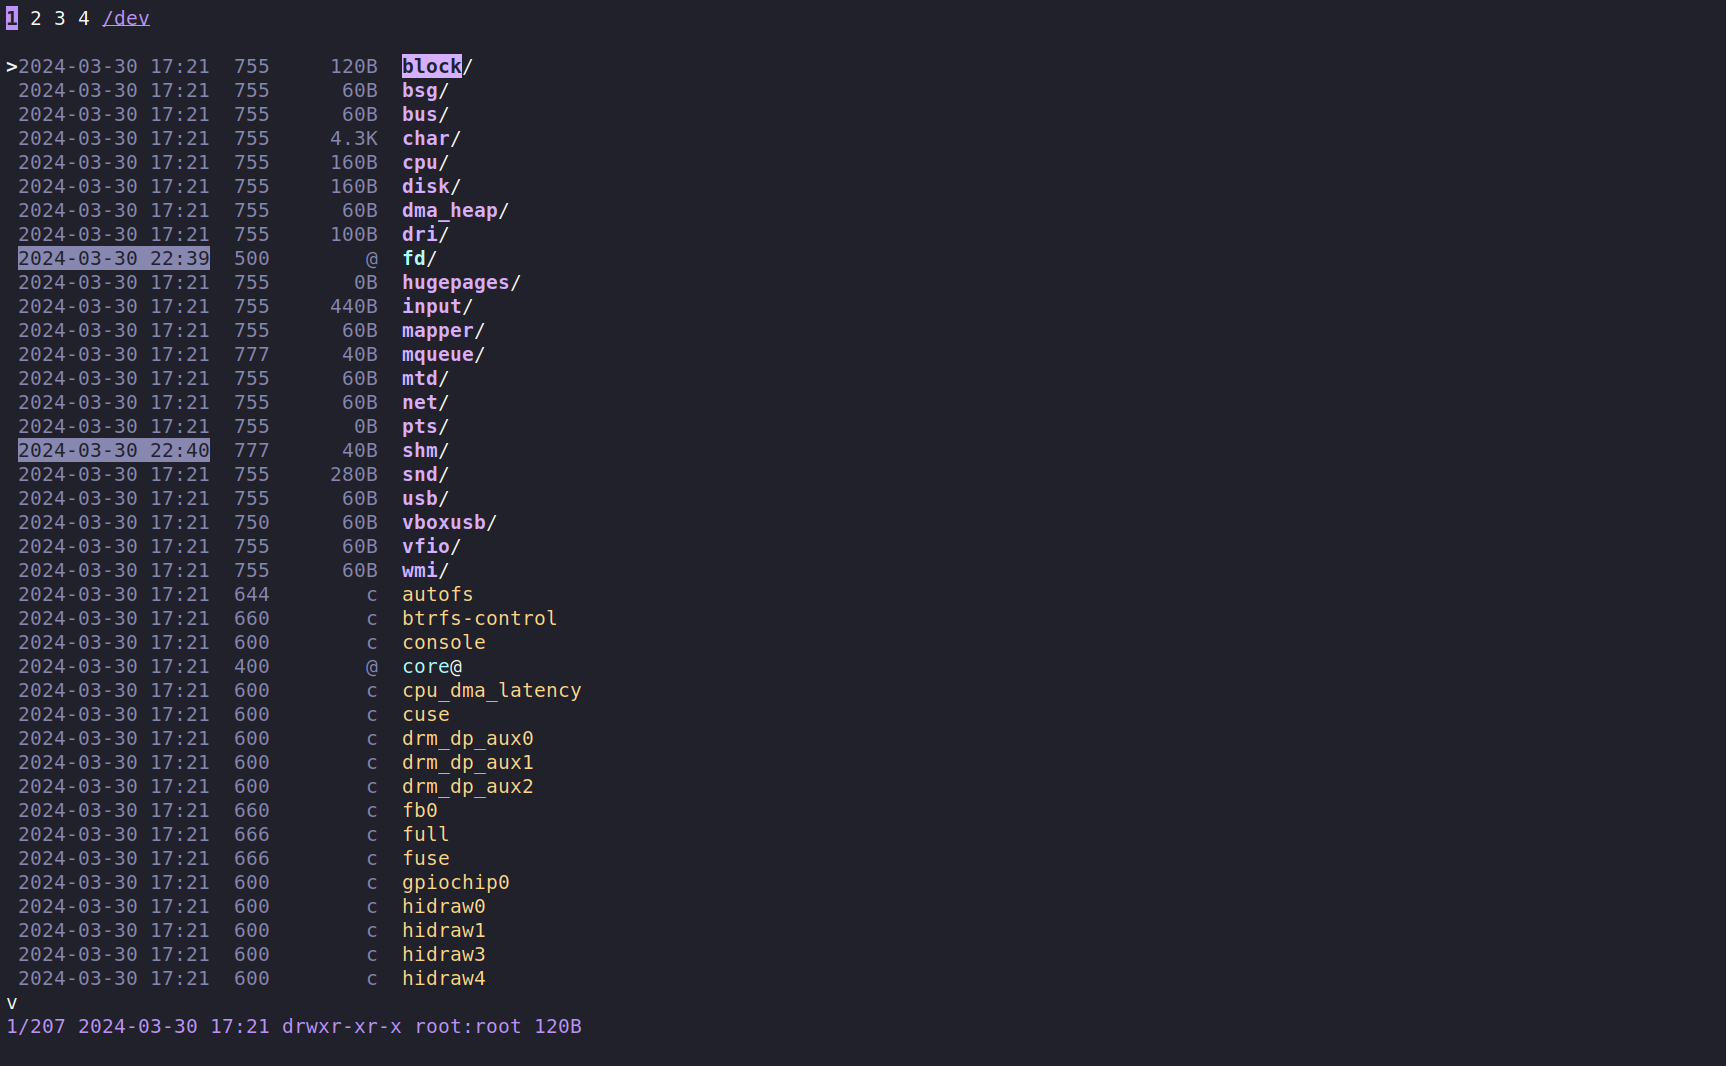 1 2 3 4 /dev
>2024-03-30 17:21  755     120B  block/
2024-03-30 17:21  755      60B  bsg/
2024-03-30 17:21  755      60B  bus/
2024-03-30 17:21  755     4.3K  char/
2024-03-30 17:21  755     160B  cpu/
2024-03-30 17:21  755     160B  disk/
2024-03-30 17:21  755      60B  dma_heap/
2024-03-30 17:21  755     100B  dri/
2024-03-30 22:39  500        @  fd/
2024-03-30 17:21  755       0B  hugepages/
2024-03-30 17:21  755     440B  input/
2024-03-30 17:21  755      60B  mapper/
2024-03-30 17:21  777      40B  mqueue/
2024-03-30 17:21  755      60B  mtd/
2024-03-30 17:21  755      60B  net/
2024-03-30 17:21  755       0B  pts/
2024-03-30 22:40  777      40B  shm/
2024-03-30 17:21  755     280B  snd/
2024-03-30 17:21  755      60B  usb/
2024-03-30 17:21  750      60B  vboxusb/
2024-03-30 17:21  755      60B  vfio/
2024-03-30 17:21  755      60B  wmi/
2024-03-30 17:21  644        c  autofs
2024-03-30 17:21  660        c  btrfs-control
2024-03-30 17:21  600        c  console
2024-03-30 17:21  400        @  core@
2024-03-30 17:21  600        c  cpu_dma_latency
2024-03-30 17:21  600        c  cuse
2024-03-30 17:21  600        c  drm_dp_aux0
2024-03-30 17:21  600        c  drm_dp_aux1
2024-03-30 17:21  600        c  drm_dp_aux2
2024-03-30 17:21  660        c  fb0
2024-03-30 17:21  666        c  full
2024-03-30 17:21  666        c  fuse
2024-03-30 17:21  600        c  gpiochip0
2024-03-30 17:21  600        c  hidraw0
2024-03-30 17:21  600        c  hidraw1
2024-03-30 17:21  600        c  hidraw3
2024-03-30 17:21  600        c  hidraw4
v
1/207 2024-03-30 17:21 drwxr-xr-x root:root 120B